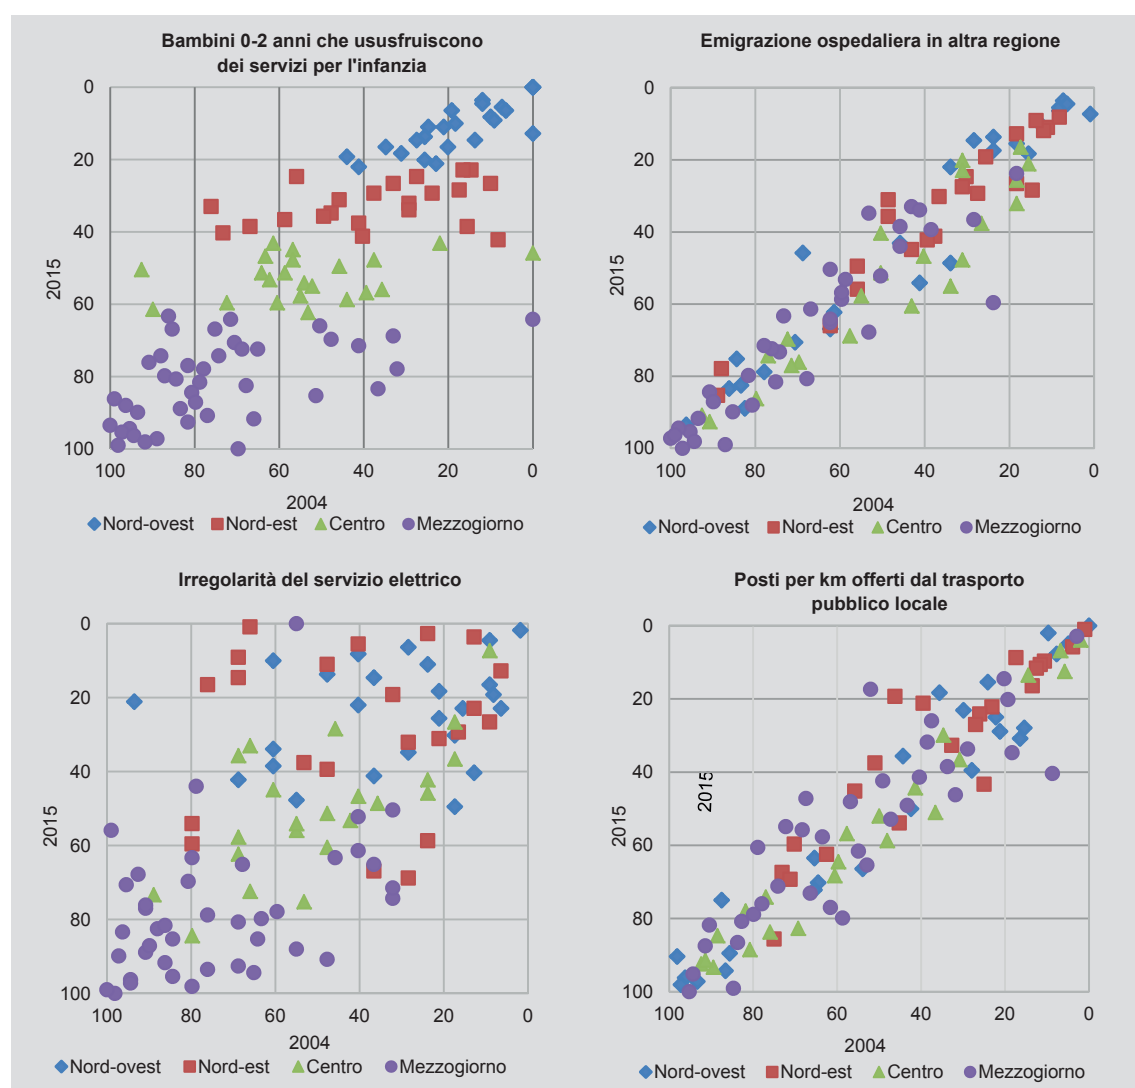 Bambini 0-2 anni che ususfruiscono
dei servizi per l'infanzia
0
20
40
60
80
100
2015
100 80 60 40 20 0
2004
Nord-ovest Nord-est Centro Mezzogiorno
Emigrazione ospedaliera in altra regione
0
20
40
60
80
100
2015
100 80 60 40 20 0
2004
Nord-ovest Nord-est Centro Mezzogiorno
Irregolarità del servizio elettrico
0
20
40
60
80
100
2015
100 80 60 40 20 0
2004
Nord-ovest Nord-est Centro Mezzogiorno
Posti per km offerti dal trasporto
pubblico locale
0
20
40
60
80
100
2015
2015
100 80 60 40 20 0
2004
Nord-ovest Nord-est Centro Mezzogiorno